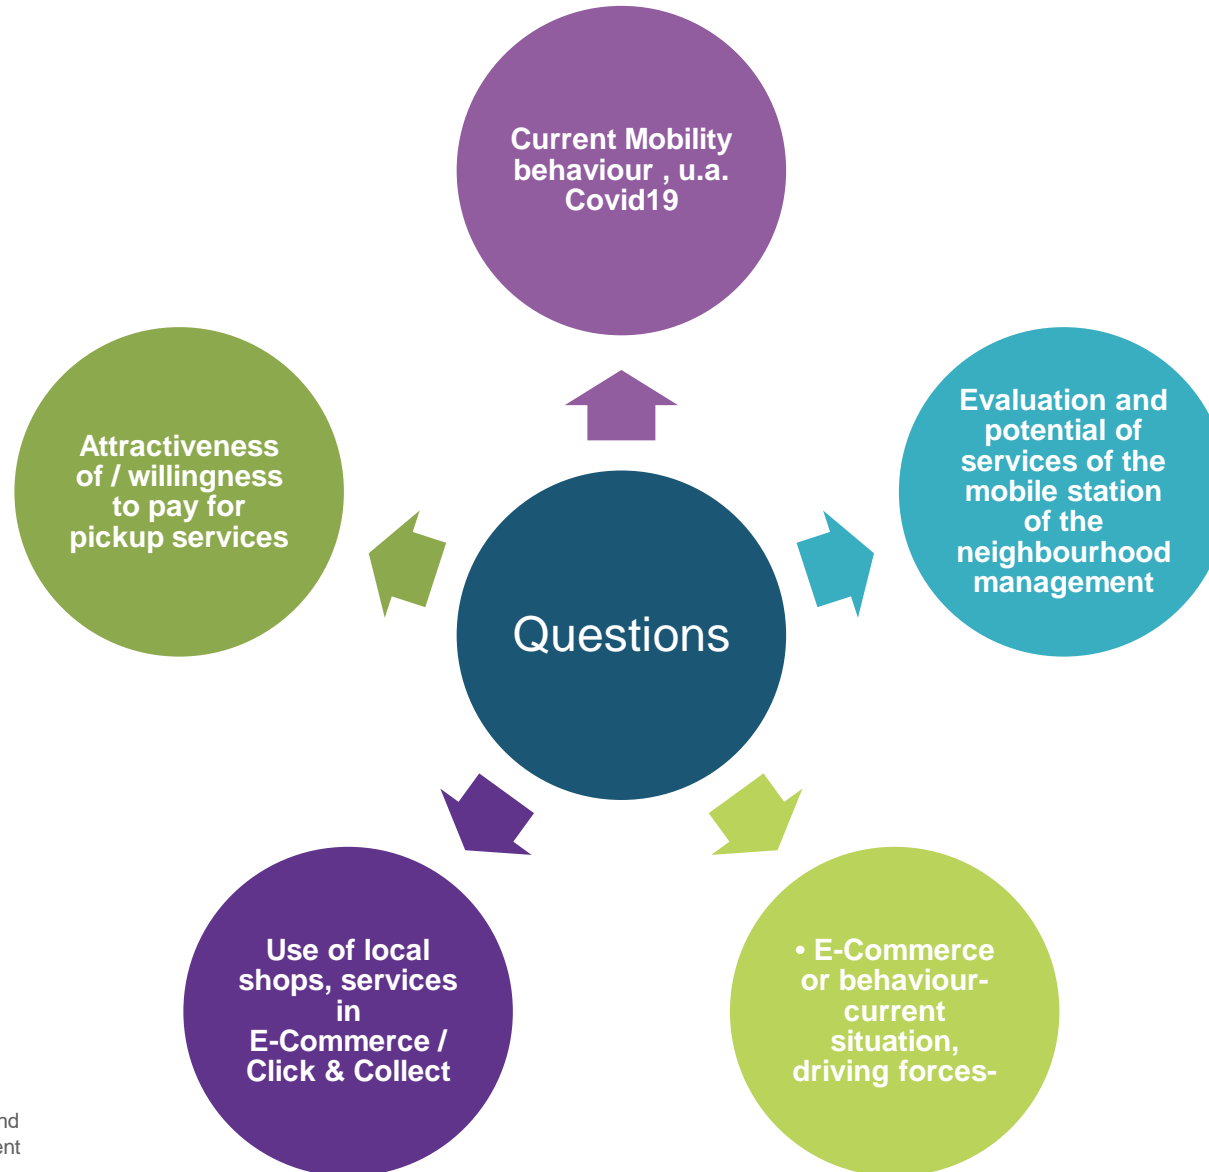 Current Mobility
behaviour , u.a.
Covid19
Evaluation and
potential of
services of the
mobile station
of the
neighbourhood
management
Attractiveness
of / willingness
to pay for
pickup services
Questions
Use of local
shops, services
in
E-Commerce /
Click & Collect
• E-Commerce
or behaviour-
current
situation,
driving forces-